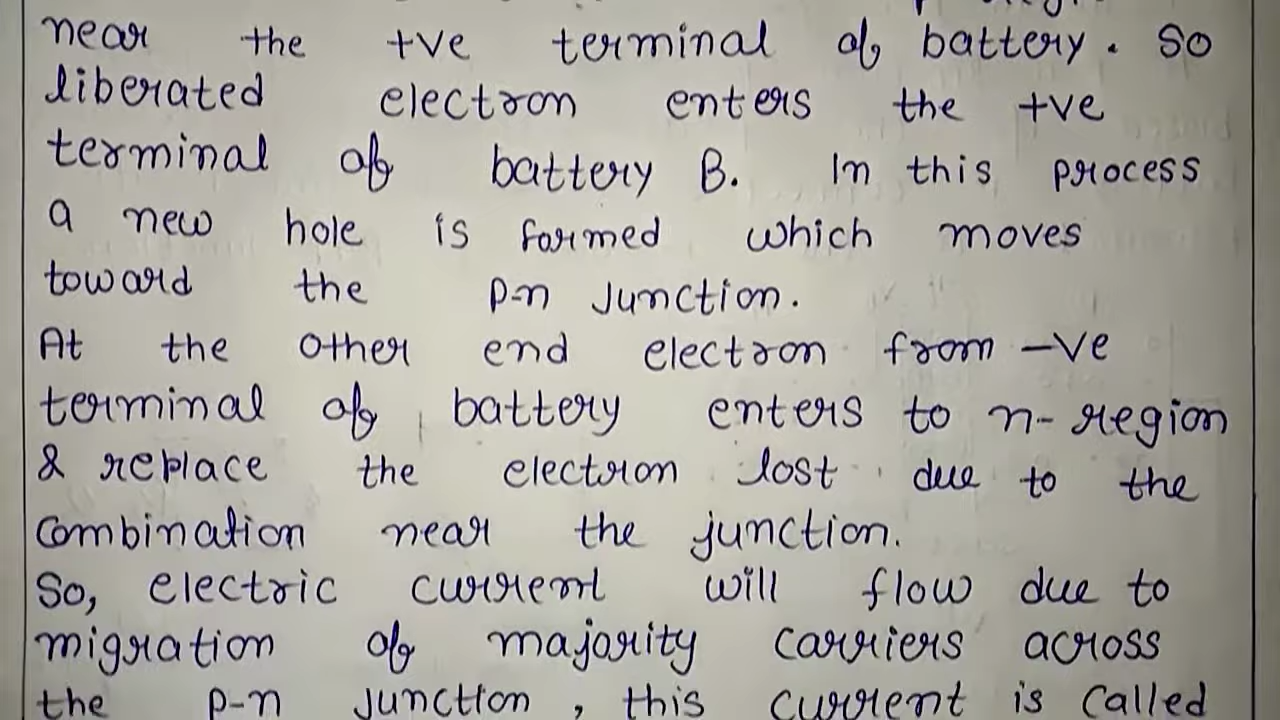 near the +ve terminal of battery. So
liberated electron enters the +ve
terminal of battery B. In this process
a new hole is formed which moves
toward the p-n Junction.
At the other end electron from -ve
terminal of battery enters to n-region
& replace the electron lost due to the
Combination near the junction.
So, electric current will flow due to
migration of majority carriers across
the p-n junction, this current is called